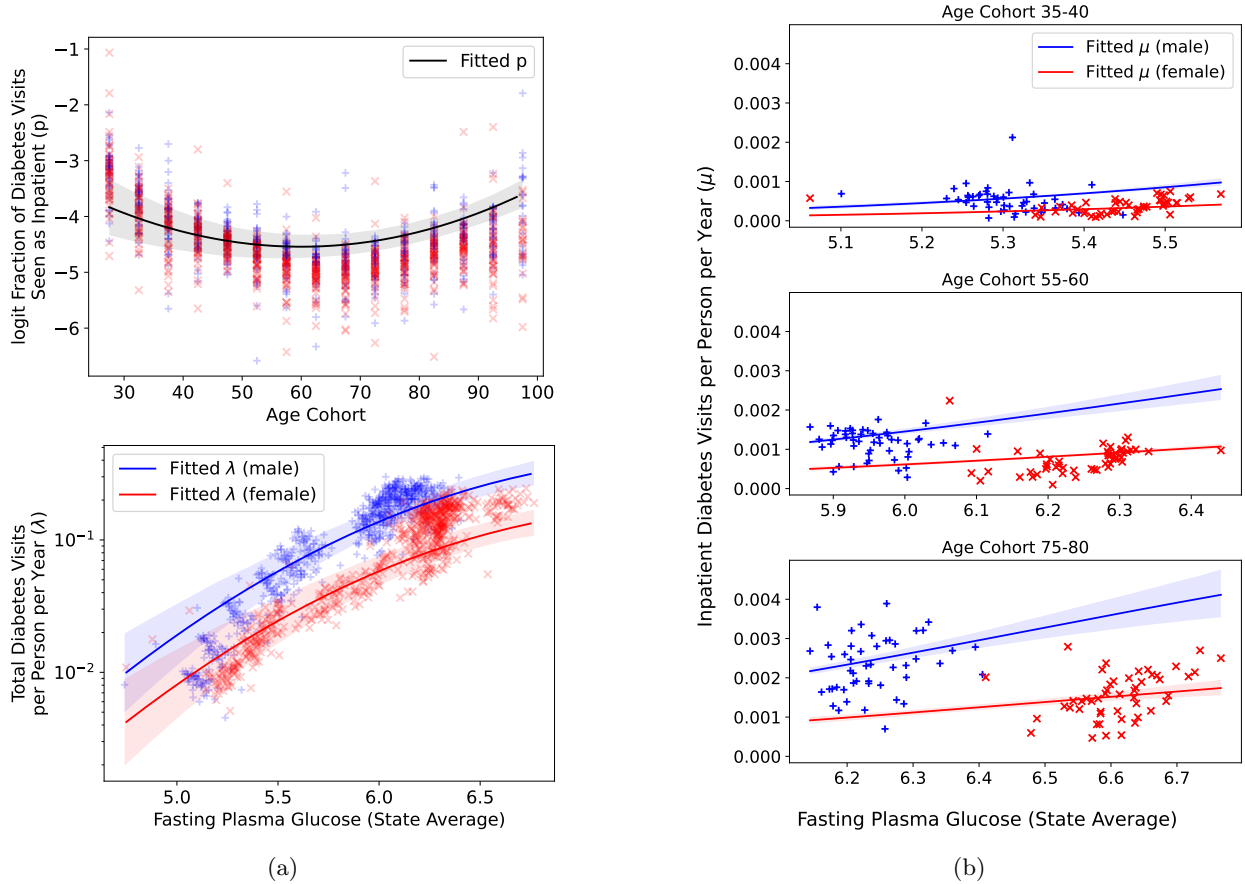 −1
−2
−3
−4
−5
−6
Fitted p
logit Fraction of Diabetes Visits
Seen as Inpatient (p)
30 40 50 60 70 80 90 100
Age Cohort
Fitted λ (male)
Fitted λ (female)
10⁻¹
10⁻²
Total Diabetes Visits
per Person per Year (λ)
5.0 5.5 6.0 6.5
Fasting Plasma Glucose (State Average)
(a)
Age Cohort 35-40
Fitted μ (male)
Fitted μ (female)
0.004
0.003
0.002
0.001
0.000
5.1 5.2 5.3 5.4 5.5
Inpatient Diabetes Visits per Person per Year (μ)
Age Cohort 55-60
0.004
0.003
0.002
0.001
0.000
5.9 6.0 6.1 6.2 6.3 6.4
Age Cohort 75-80
0.004
0.003
0.002
0.001
0.000
6.2 6.3 6.4 6.5 6.6 6.7
Fasting Plasma Glucose (State Average)
(b)